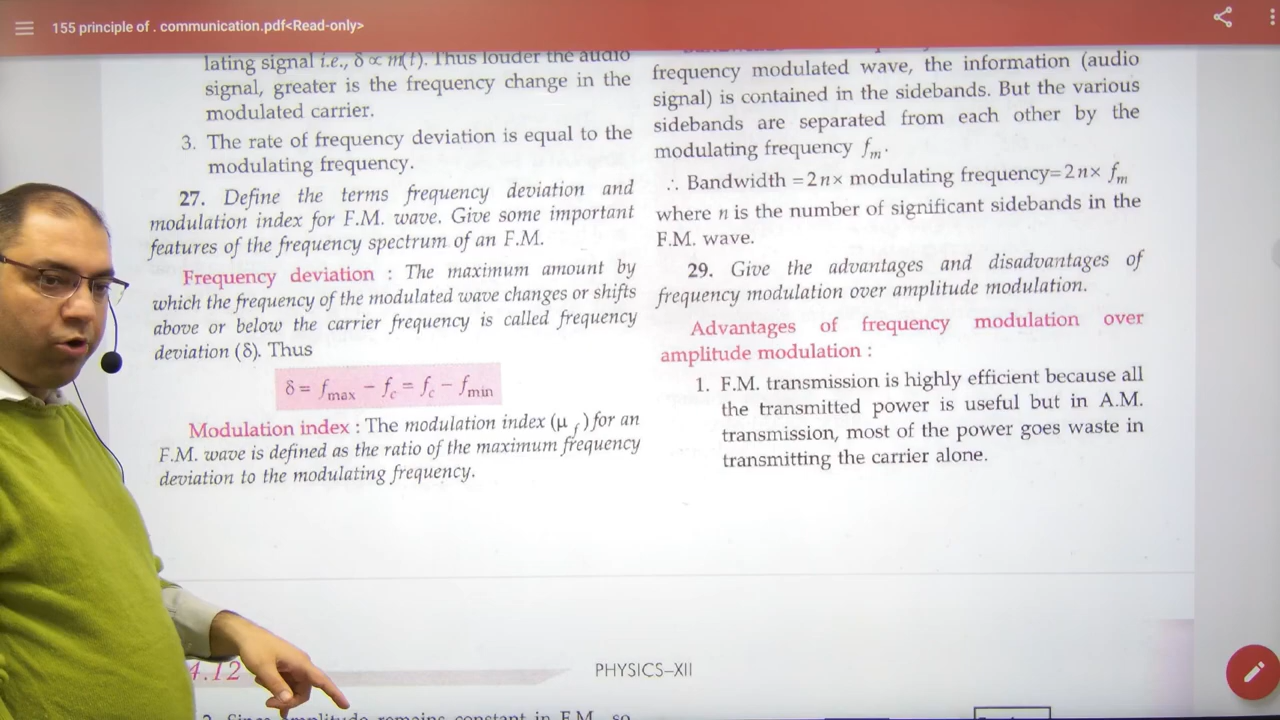 155 principle of . communication.pdf<Read-only>
lating signal i.e., δ ∝ m(t). Thus louder the audio
signal, greater is the frequency change in the
modulated carrier.
3. The rate of frequency deviation is equal to the
modulating frequency.
27. Define the terms frequency deviation and
modulation index for F.M. wave. Give some important
features of the frequency spectrum of an F.M.
Frequency deviation : The maximum amount by
which the frequency of the modulated wave changes or shifts
above or below the carrier frequency is called frequency
deviation (δ). Thus
δ = fmax − fc = fc − fmin
Modulation index : The modulation index (μf) for an
F.M. wave is defined as the ratio of the maximum frequency
deviation to the modulating frequency.
frequency modulated wave, the information (audio
signal) is contained in the sidebands. But the various
sidebands are separated from each other by the
modulating frequency fm.
∴ Bandwidth =2n× modulating frequency=2n× fm
where n is the number of significant sidebands in the
F.M. wave.
29. Give the advantages and disadvantages of
frequency modulation over amplitude modulation.
Advantages of frequency modulation over
amplitude modulation :
1. F.M. transmission is highly efficient because all
the transmitted power is useful but in A.M.
transmission, most of the power goes waste in
transmitting the carrier alone.
4.12
PHYSICS–XII
2. Since amplitude remains constant in F.M. so